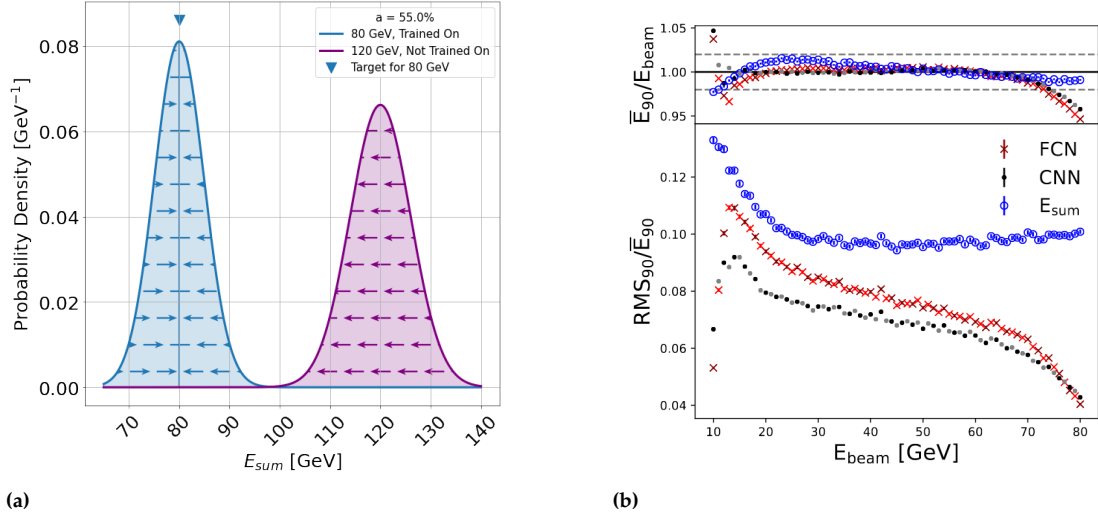 a = 55.0%
80 GeV, Trained On
120 GeV, Not Trained On
Target for 80 GeV
Probability Density [GeV⁻¹]
0.08
0.06
0.04
0.02
0.00
70 80 90 100 110 120 130 140
E_sum [GeV]
(a)
E̅₉₀/E_beam
1.05
1.00
0.95
RMS₉₀/E̅₉₀
0.12
0.10
0.08
0.06
0.04
FCN
CNN
E_sum
10 20 30 40 50 60 70 80
E_beam [GeV]
(b)